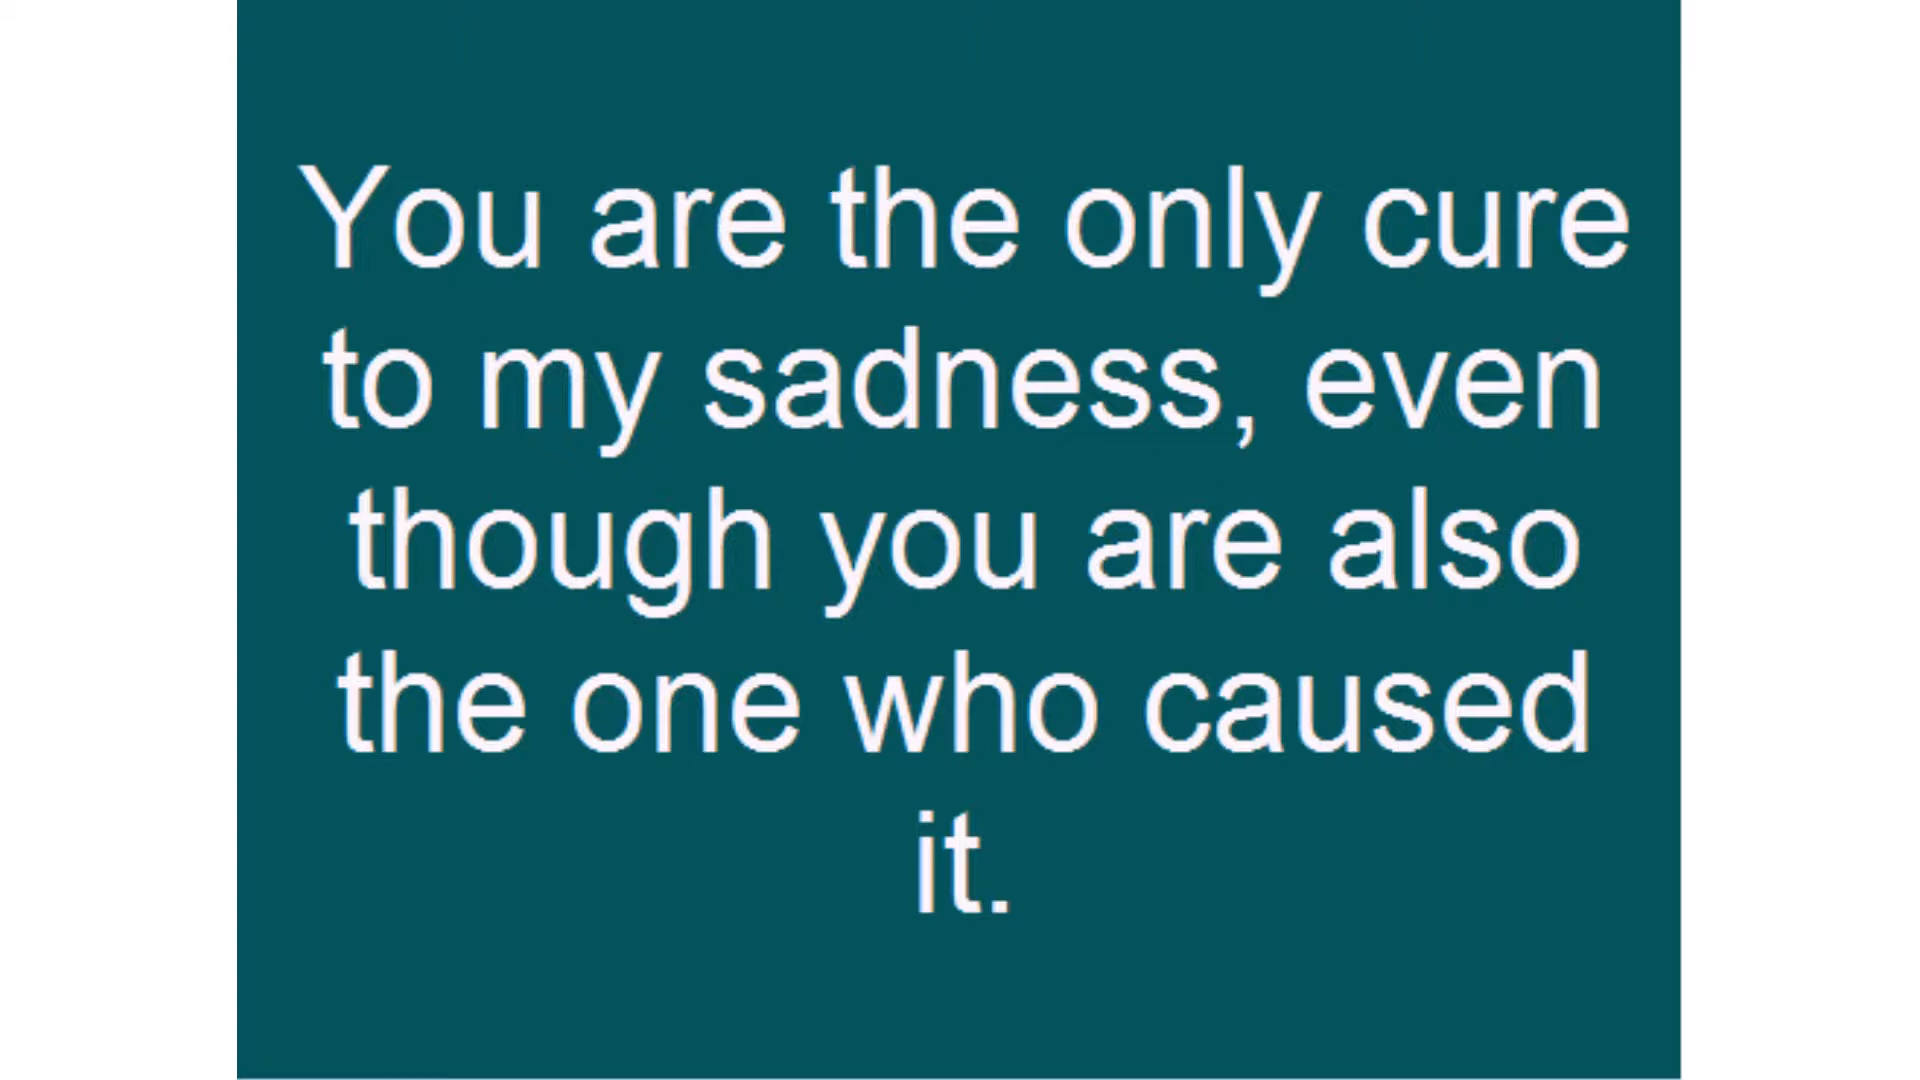 You are the only cure
to my sadness, even
though you are also
the one who caused
it.